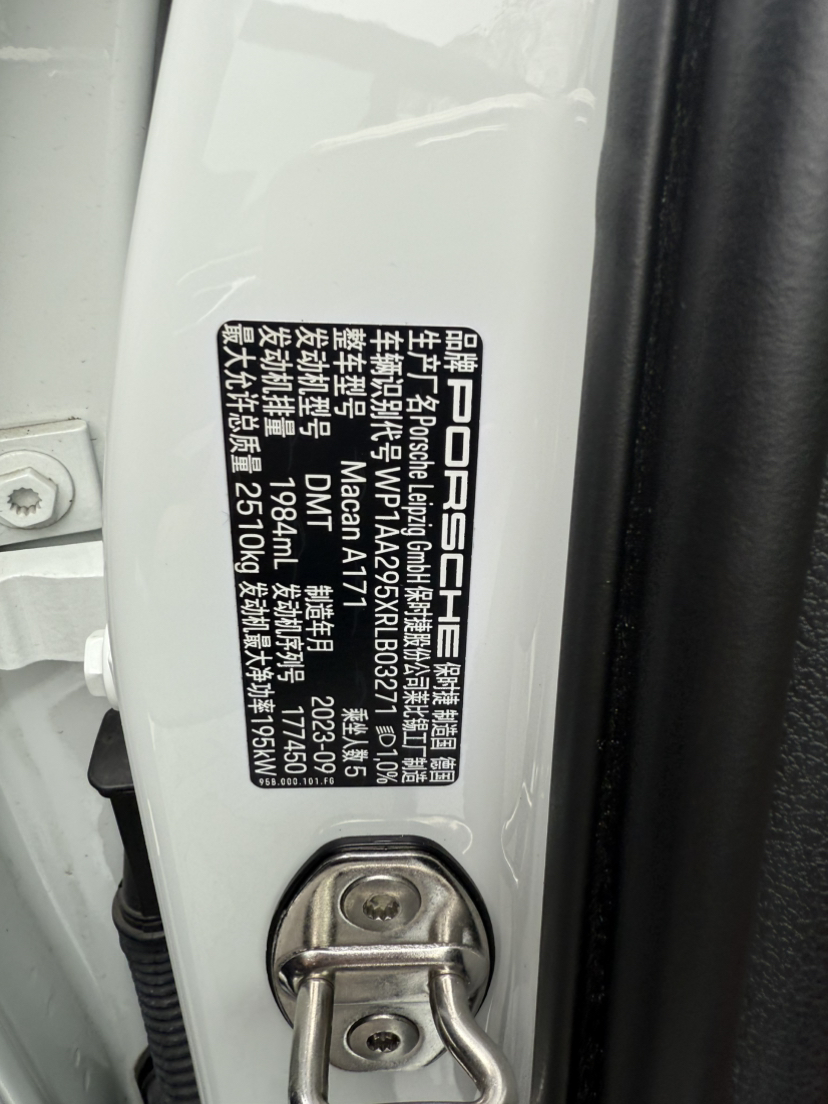 品牌 PORSCHE 保时捷 制造国 德国
生产厂名 Porsche Leipzig GmbH 保时捷股份公司莱比锡工厂制造
车辆识别代号 WP1AA295XRLB03271 1,0%
整车型号 Macan A171 乘坐人数 5
发动机型号 DMT 制造年月 2023-09
发动机排量 1984mL 发动机序列号 177450
最大允许总质量 2510kg 发动机最大净功率195kW
95B.000.101.FG